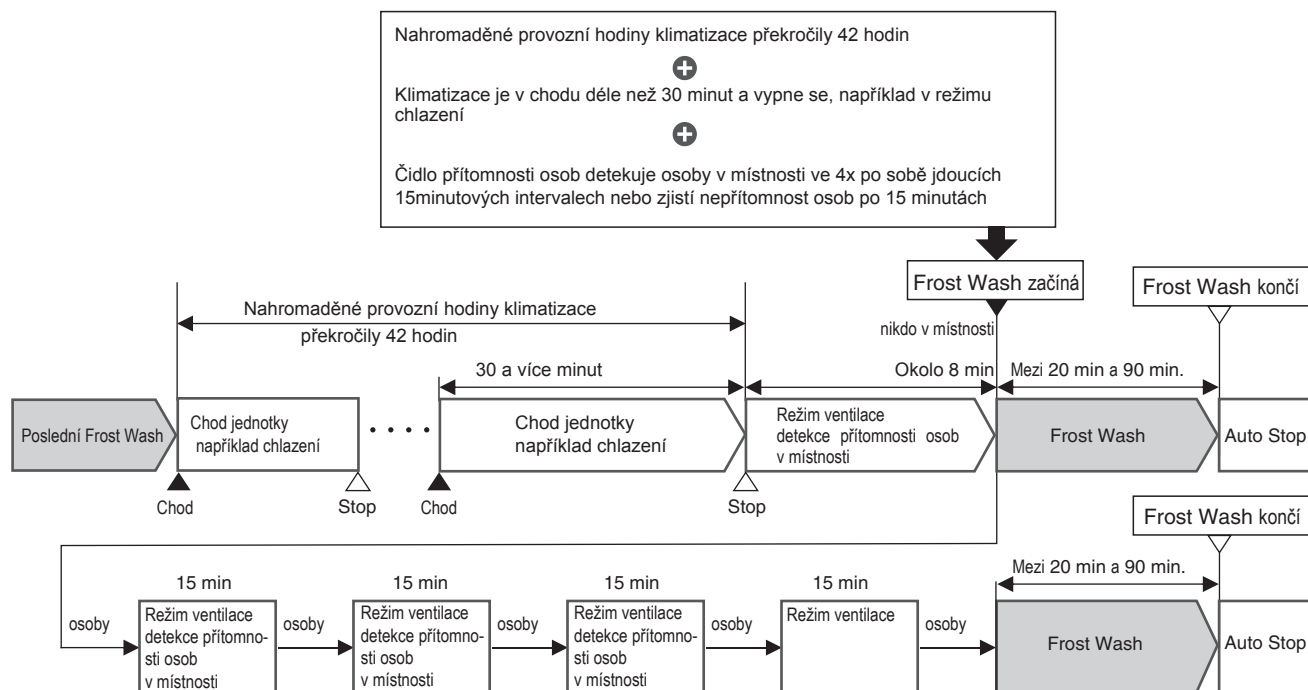 Nahromaděné provozní hodiny klimatizace překročily 42 hodin
Klimatizace je v chodu déle než 30 minut a vypne se, například v režimu
chlazení
Čidlo přítomnosti osob detekuje osoby v místnosti ve 4x po sobě jdoucích
15minutových intervalech nebo zjistí nepřítomnost osob po 15 minutách
Frost Wash začíná
Frost Wash končí
Nahromaděné provozní hodiny klimatizace
překročily 42 hodin
nikdo v místnosti
30 a více minut
Okolo 8 min
Mezi 20 min a 90 min.
Poslední Frost Wash
Chod jednotky
například chlazení
Chod jednotky
například chlazení
Režim ventilace
detekce přítomnosti osob
v místnosti
Frost Wash
Auto Stop
Chod
Stop
Chod
Stop
Frost Wash končí
Mezi 20 min a 90 min.
15 min
15 min
15 min
15 min
osoby
Režim ventilace
detekce přítomno-
sti osob
v místnosti
osoby
Režim ventilace
detekce přítomno-
sti osob
v místnosti
osoby
Režim ventilace
detekce přítomno-
sti osob
v místnosti
osoby
Režim ventilace
osoby
Frost Wash
Auto Stop